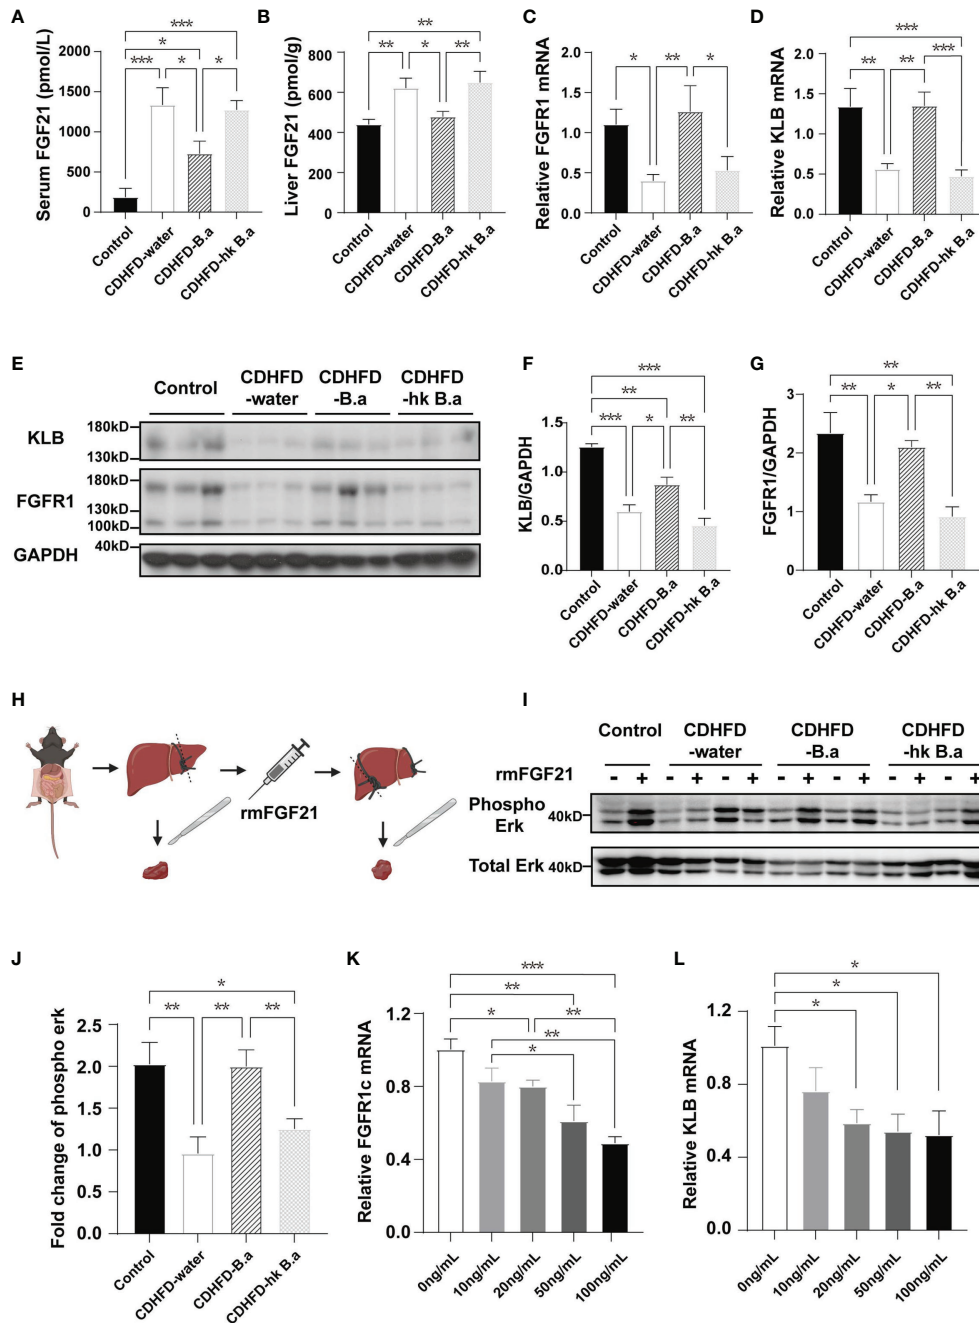 A
Serum FGF21 (pmol/L)
2000
1500
1000
500
0
***
*
*** * *
Control
CDHFD-water
CDHFD-B.a
CDHFD-hk B.a
B
Liver FGF21 (pmol/g)
800
600
400
200
0
**
** * **
Control
CDHFD-water
CDHFD-B.a
CDHFD-hk B.a
C
Relative FGFR1 mRNA
2.0
1.5
1.0
0.5
0.0
* ** *
Control
CDHFD-water
CDHFD-B.a
CDHFD-hk B.a
D
Relative KLB mRNA
2.0
1.5
1.0
0.5
0.0
***
** ** ***
Control
CDHFD-water
CDHFD-B.a
CDHFD-hk B.a
E
Control CDHFD CDHFD CDHFD
-water -B.a -hk B.a
KLB
180kD
130kD
FGFR1
180kD
130kD
100kD
GAPDH
40kD
F
KLB/GAPDH
1.5
1.0
0.5
0.0
***
**
*** * **
Control
CDHFD-water
CDHFD-B.a
CDHFD-hk B.a
G
FGFR1/GAPDH
3
2
1
0
**
** * **
Control
CDHFD-water
CDHFD-B.a
CDHFD-hk B.a
H
rmFGF21
I
Control CDHFD CDHFD CDHFD
-water -B.a -hk B.a
rmFGF21 - + - + - + - + - + - + - +
Phospho
Erk
40kD
Total Erk 40kD
J
Fold change of phospho erk
2.5
2.0
1.5
1.0
0.5
0.0
*
** ** **
Control
CDHFD-water
CDHFD-B.a
CDHFD-hk B.a
K
Relative FGFR1c mRNA
1.2
0.8
0.4
0.0
***
**
* **
**
*
0ng/mL
10ng/mL
20ng/mL
50ng/mL
100ng/mL
L
Relative KLB mRNA
1.2
0.8
0.4
0.0
*
*
*
0ng/mL
10ng/mL
20ng/mL
50ng/mL
100ng/mL